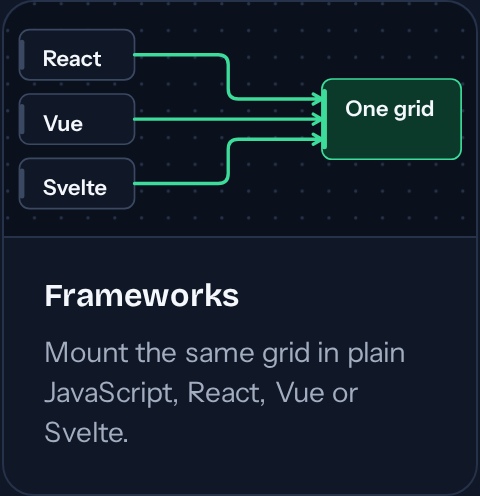 React
Vue
Svelte
One grid
Frameworks
Mount the same grid in plain
JavaScript, React, Vue or
Svelte.